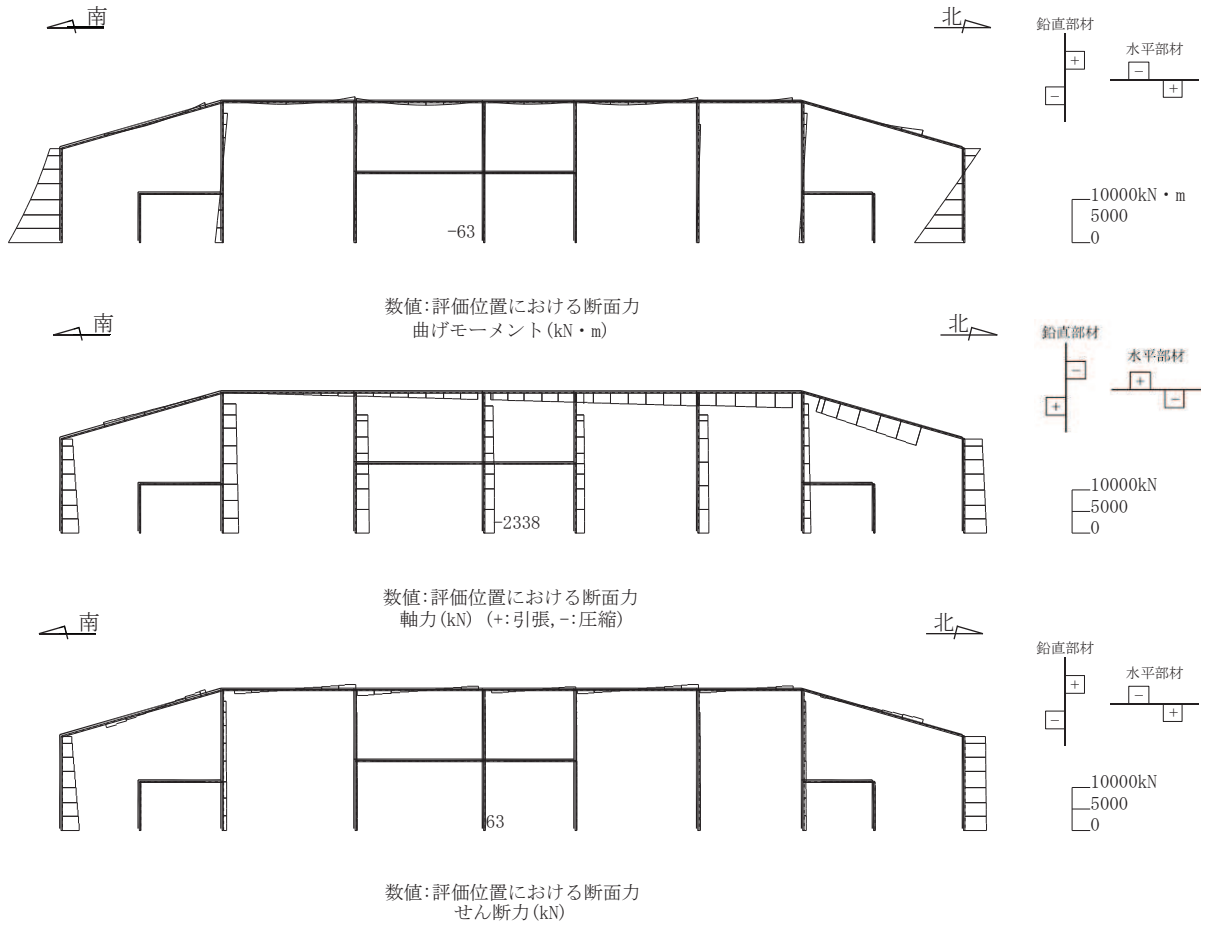 南
北
鉛直部材
水平部材
+
−
−
+
10000kN・m
5000
0
-63
数値:評価位置における断面力
曲げモーメント(kN・m)
南
北
鉛直部材
水平部材
−
+
+
−
10000kN
5000
0
-2338
数値:評価位置における断面力
軸力(kN) (+:引張,-:圧縮)
南
北
鉛直部材
水平部材
+
−
−
+
10000kN
5000
0
63
数値:評価位置における断面力
せん断力(kN)